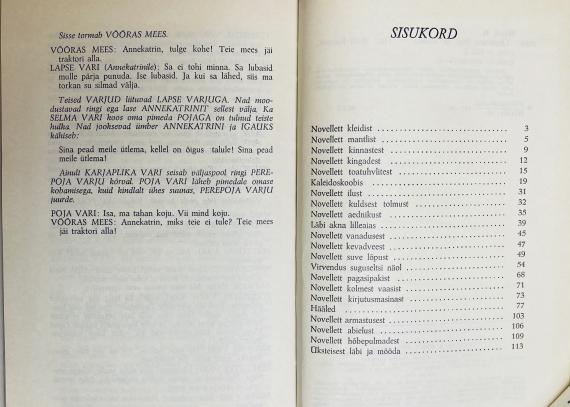 Sisse tormab VÕÕRAS MEES.
VÕÕRAS MEES: Annekatrin, tulge kohe! Teie mees jäi
traktori alla.
LAPSE VARI (Annekatrinile): Sa ei tohi minna. Sa lubasid
mulle pärja punuda. Ise lubasid. Ja kui sa lähed, siis ma
torkan su silmad välja.
Teised VARJUD liituvad LAPSE VARJUGA. Nad moo-
dustavad ringi ega lase ANNEKATRINIT sellest välja. Ka
SELMA VARI koos oma pimeda POJAGA on tulnud teiste
hulka. Nad jooksevad ümber ANNEKATRINI ja IGAÜKS
kähiseb:
Sina pead meile ütlema, kellel on õigus talule! Sina pead
meile ütlema!
Ainult KARJAPLIKA VARI seisab väljaspool ringi PERE-
POJA VARJU kõrval. POJA VARI läheb pimedate omase
kobamisega, kuid kindlalt ühes suunas, PEREPOJA VARJU
juurde.
POJA VARI: Isa, ma tahan koju. Vii mind koju.
VÕÕRAS MEES: Annekatrin, miks teie ei tule? Teie mees
jäi traktori alla!
SISUKORD
Novellett kleidist 3
Novellett mantlist 5
Novellett kinnastest 9
Novellett kingadest 12
Novellett toatuhvlitest 15
Kaleidoskoobis 19
Novellett ilust 31
Novellett kuldsest tolmust 32
Novellett aednikust 35
Läbi akna lilleaias 39
Novellett vanadusest 45
Novellett kevadveest 47
Novellett suve lõpust 49
Virvendus suguseltsi näol 54
Novellett pagasipakist 68
Novellett kolmest vaasist 71
Novellett kirjutusmasinast 73
Hääled 77
Novellett armastusest 103
Novellett abielust 106
Novellett hõbepulmadest 109
Üksteisest läbi ja mööda 113